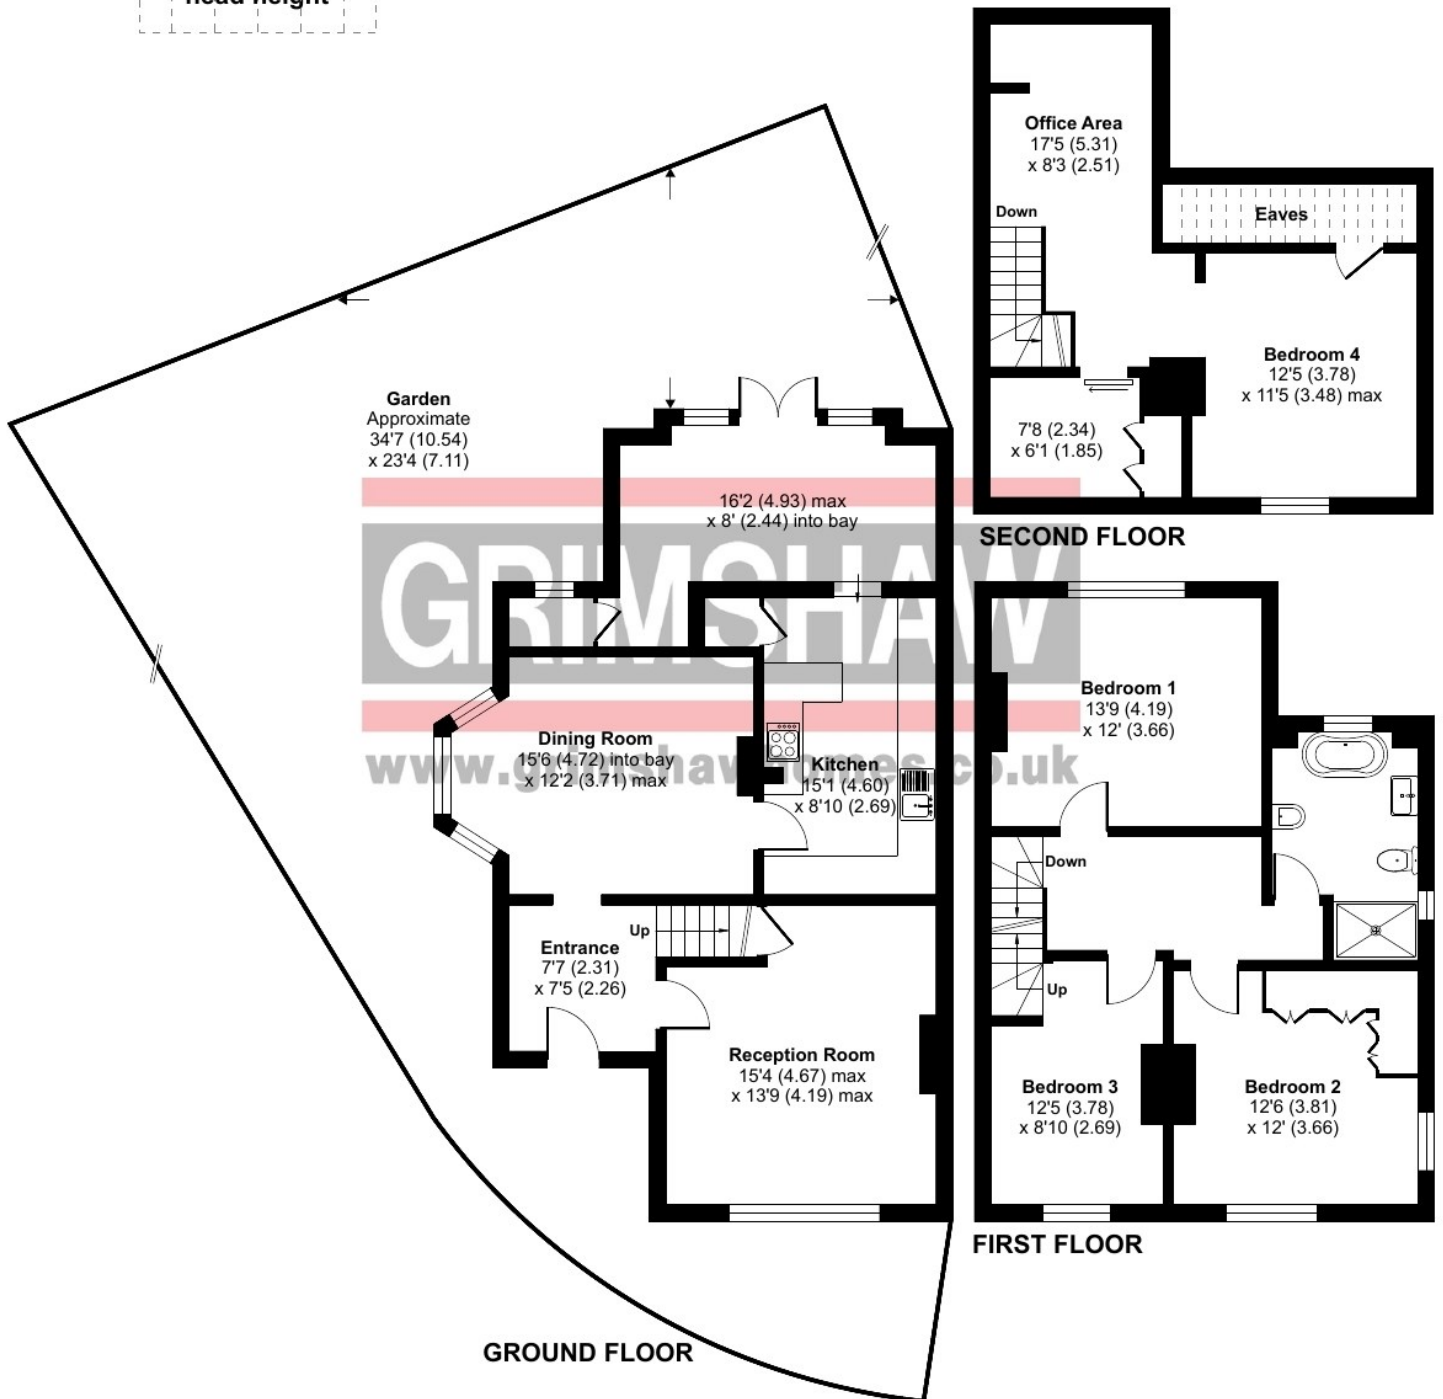 head height
Office Area
17'5 (5.31)
x 8'3 (2.51)
Down
Eaves
Bedroom 4
12'5 (3.78)
x 11'5 (3.48) max
7'8 (2.34)
x 6'1 (1.85)
SECOND FLOOR
Garden
Approximate
34'7 (10.54)
x 23'4 (7.11)
16'2 (4.93) max
x 8' (2.44) into bay
GRIMSHAW
www.grimshawhomes.co.uk
Dining Room
15'6 (4.72) into bay
x 12'2 (3.71) max
Kitchen
15'1 (4.60)
x 8'10 (2.69)
Up
Entrance
7'7 (2.31)
x 7'5 (2.26)
Reception Room
15'4 (4.67) max
x 13'9 (4.19) max
GROUND FLOOR
Bedroom 1
13'9 (4.19)
x 12' (3.66)
Down
Up
Bedroom 3
12'5 (3.78)
x 8'10 (2.69)
Bedroom 2
12'6 (3.81)
x 12' (3.66)
FIRST FLOOR